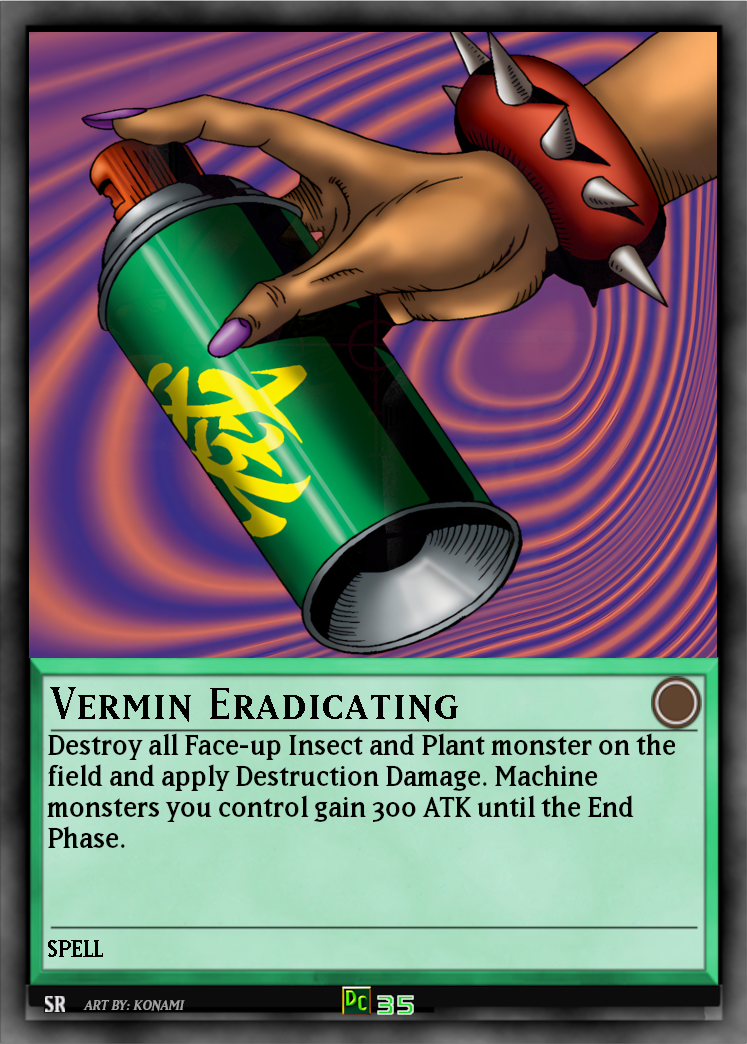 Vermin Eradicating
Destroy all Face-up Insect and Plant monster on the
field and apply Destruction Damage. Machine
monsters you control gain 300 ATK until the End
Phase.
SPELL
SR ART BY: KONAMI DC 35